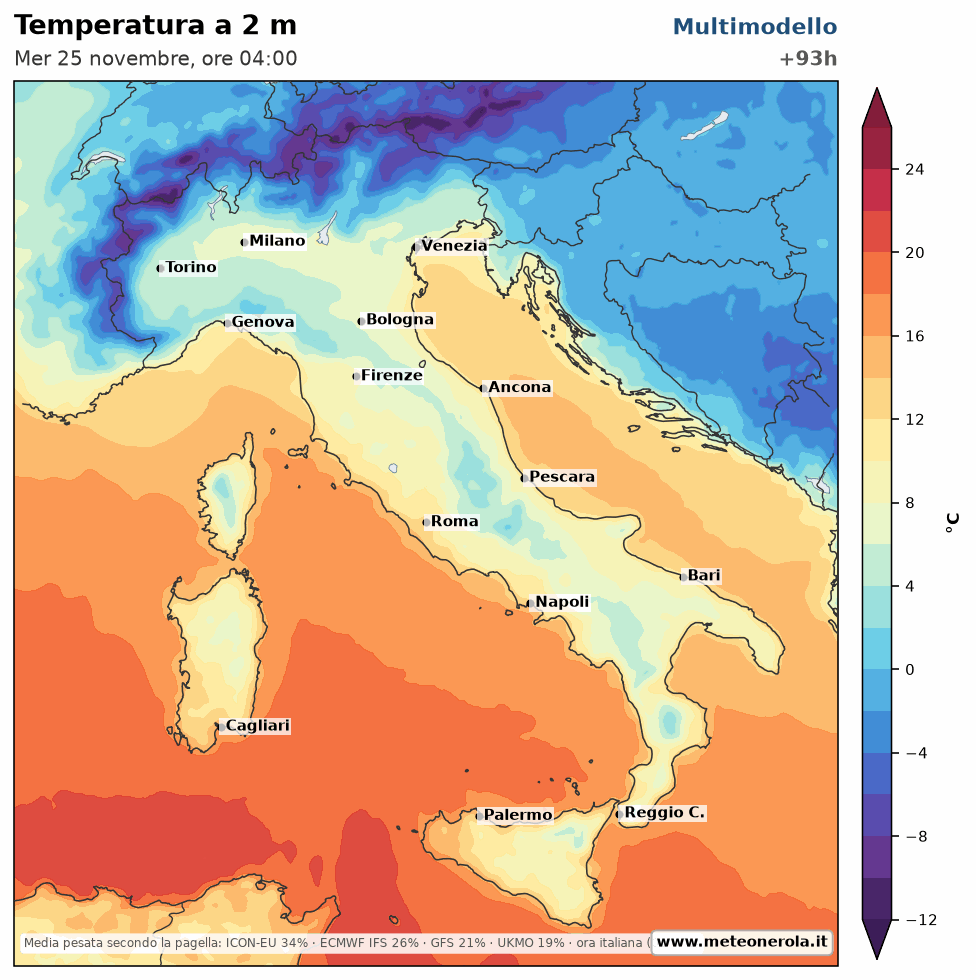 Temperatura a 2 m
Multimodello
Mer 25 novembre, ore 04:00
+93h
24
Milano
Venezia
20
Torino
Genova
Bologna
16
Firenze
Ancona
12
Pescara
8
Roma
°C
Bari
4
Napoli
0
Cagliari
−4
Palermo
Reggio C.
−8
−12
Media pesata secondo la pagella: ICON-EU 34% · ECMWF IFS 26% · GFS 21% · UKMO 19% · ora italiana (
www.meteonerola.it